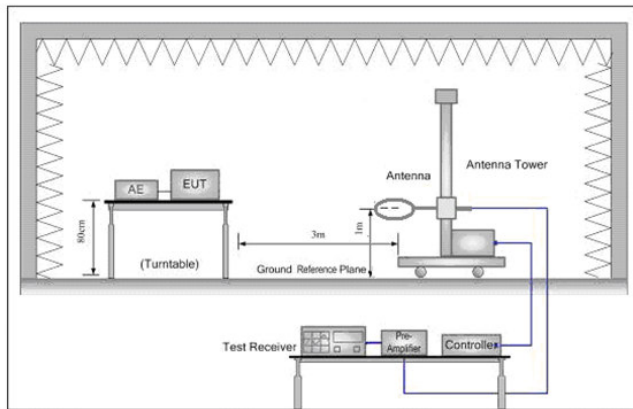 Antenna
Antenna Tower
AE
EUT
80cm
(Turntable)
3m
1m
Ground Reference Plane
Test Receiver
Pre-
Amplifier
Controller